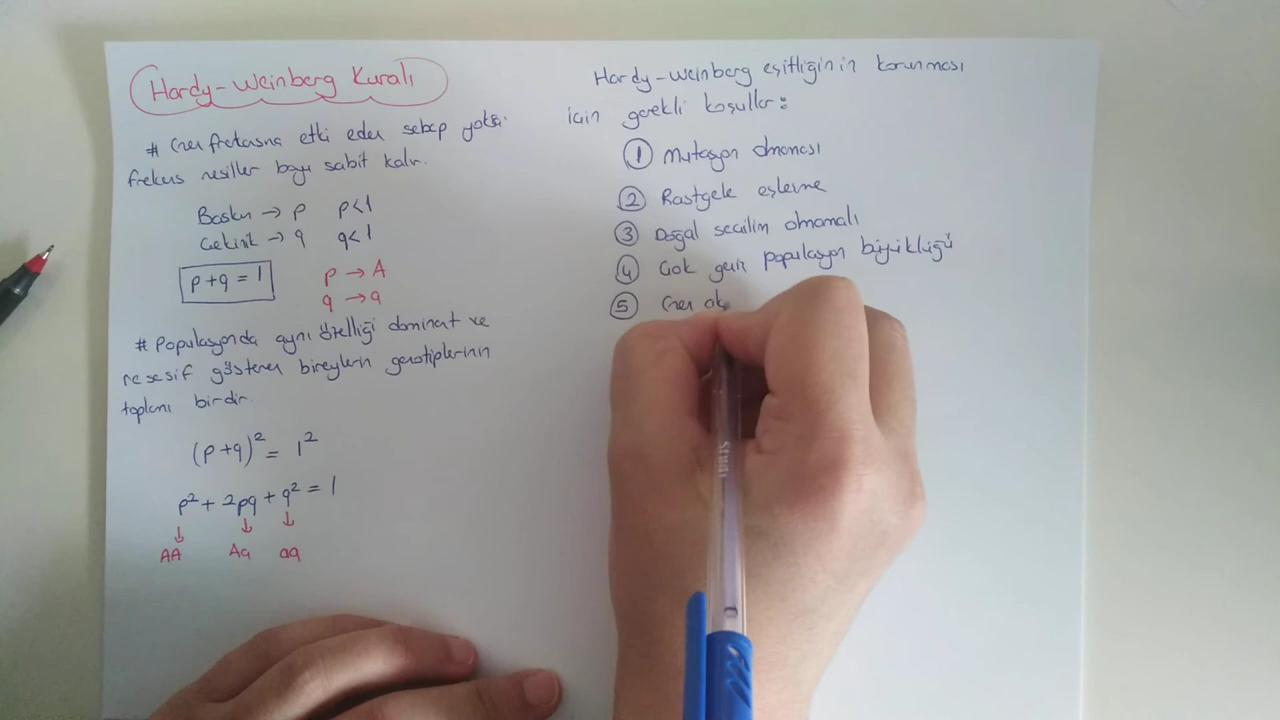 Hardy-Weinberg Kuralı
# Gen frekansına etki eden sebep yoksa
frekans nesiller boyu sabit kalır.
Baskın → p p<1
Çekinik → q q<1
p+q = 1
p → A
q → a
# Populasyonda aynı özelliği dominant ve
resesif gösteren bireylerin genotiplerinin
toplamı birdir.
(p+q)² = 1²
p² + 2pq + q² = 1
↓ ↓ ↓
AA Aa aa
Hardy-Weinberg eşitliğinin korunması
için gerekli koşullar:
1 Mutasyon olmaması
2 Rastgele eşleşme
3 Doğal seçilim olmamalı
4 Çok geniş populasyon büyüklüğü
5 Gen ak
STUDI